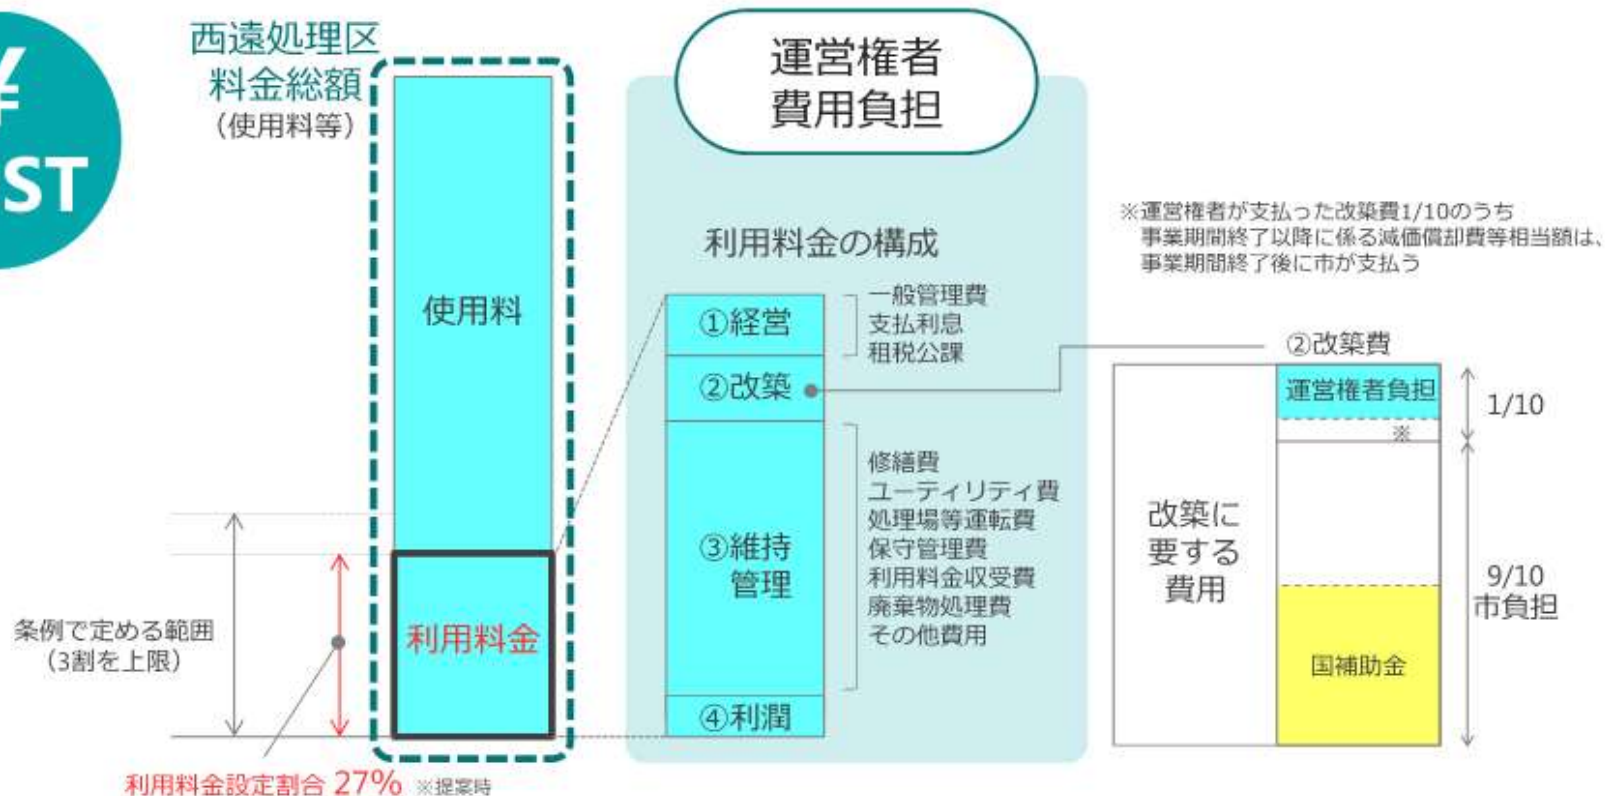 ¥
ST
西遠処理区
料金総額
（使用料等）
使用料
利用料金
条例で定める範囲
（3割を上限）
利用料金設定割合 27% ※提案時
運営権者
費用負担
利用料金の構成
①経営
②改築
③維持
管理
④利潤
一般管理費
支払利息
租税公課
修繕費
ユーティリティ費
処理場等運転費
保守管理費
利用料金収受費
廃棄物処理費
その他費用
※運営権者が支払った改築費1/10のうち
事業期間終了以降に係る減価償却費等相当額は、
事業期間終了後に市が支払う
②改築費
改築に
要する
費用
運営権者負担
※
国補助金
1/10
9/10
市負担